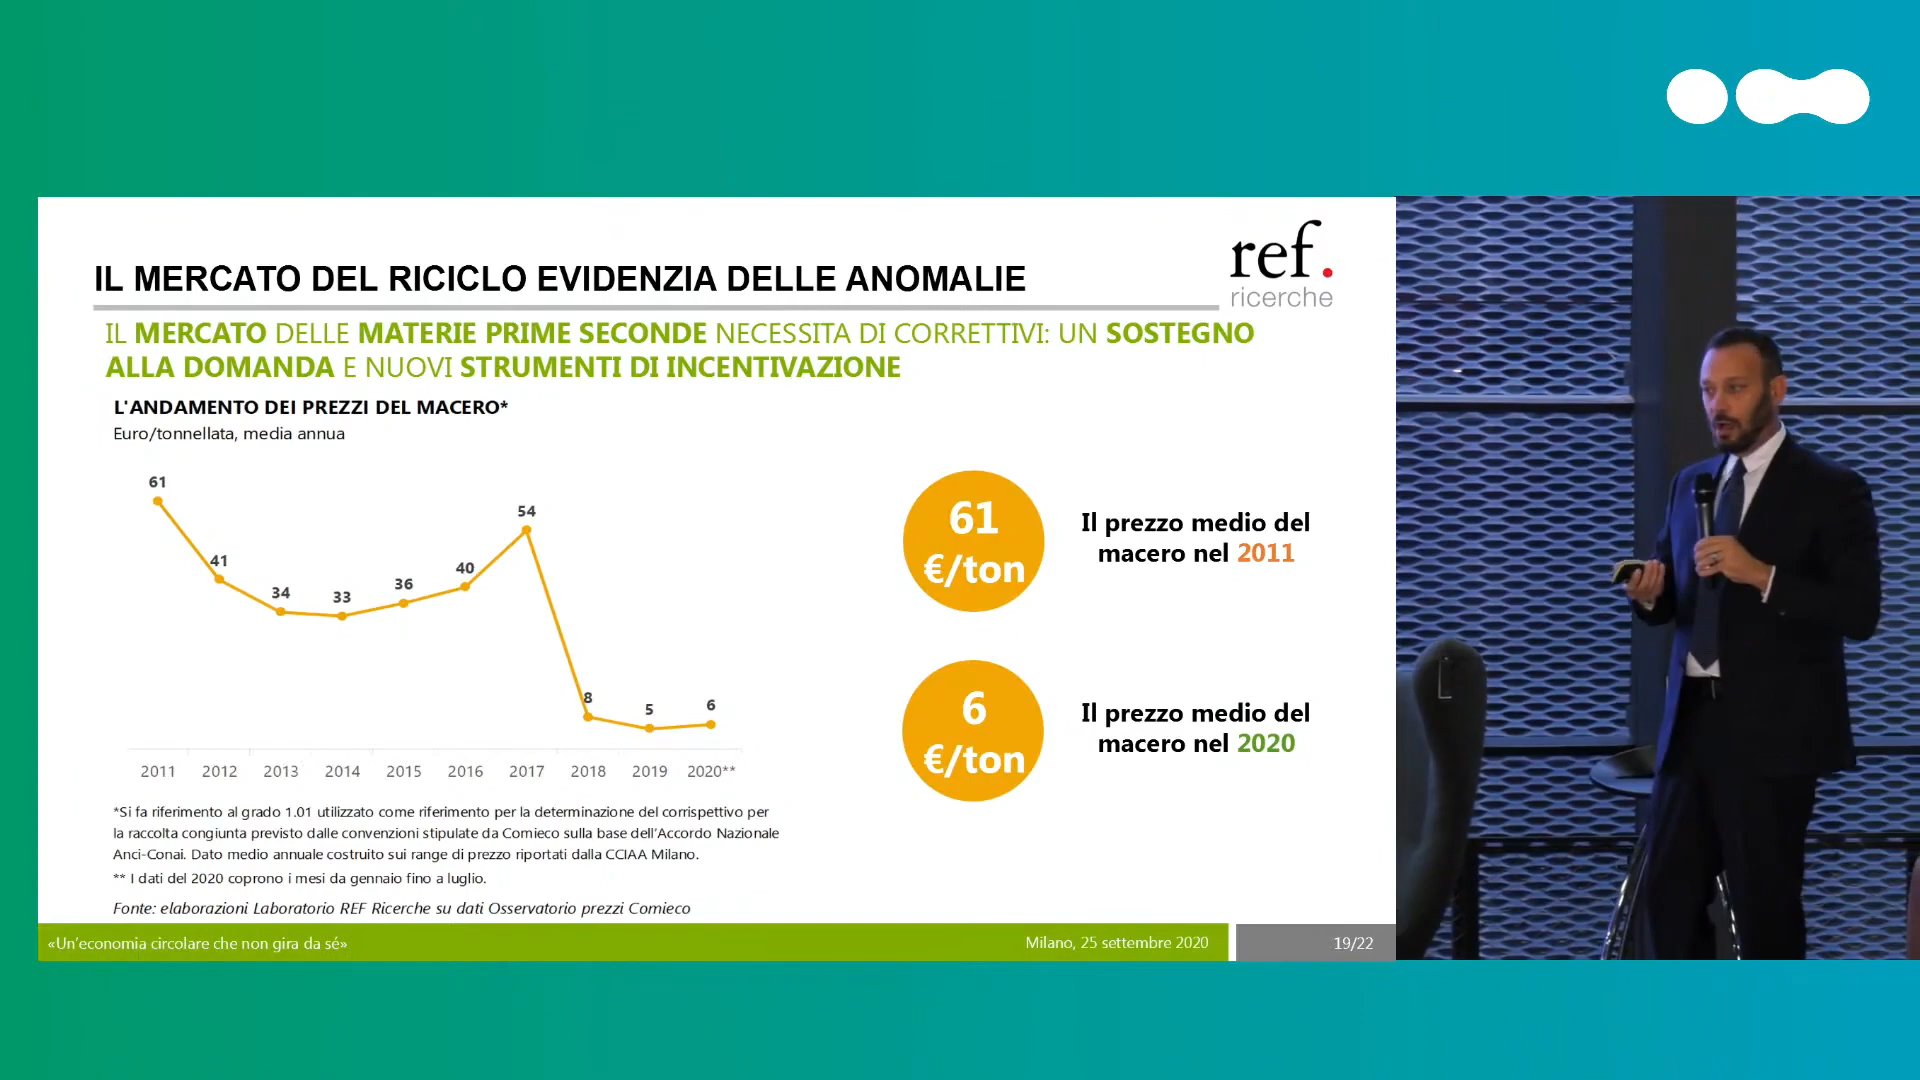 ref.
ricerche
IL MERCATO DEL RICICLO EVIDENZIA DELLE ANOMALIE
IL MERCATO DELLE MATERIE PRIME SECONDE NECESSITA DI CORRETTIVI: UN SOSTEGNO
ALLA DOMANDA E NUOVI STRUMENTI DI INCENTIVAZIONE
L'ANDAMENTO DEI PREZZI DEL MACERO*
Euro/tonnellata, media annua
61
41
34
33
36
40
54
8
5
6
2011 2012 2013 2014 2015 2016 2017 2018 2019 2020**
61
€/ton
Il prezzo medio del
macero nel 2011
6
€/ton
Il prezzo medio del
macero nel 2020
*Si fa riferimento al grado 1.01 utilizzato come riferimento per la determinazione del corrispettivo per
la raccolta congiunta previsto dalle convenzioni stipulate da Comieco sulla base dell'Accordo Nazionale
Anci-Conai. Dato medio annuale costruito sui range di prezzo riportati dalla CCIAA Milano.
** I dati del 2020 coprono i mesi da gennaio fino a luglio.
Fonte: elaborazioni Laboratorio REF Ricerche su dati Osservatorio prezzi Comieco
«Un'economia circolare che non gira da sé»
Milano, 25 settembre 2020
19/22